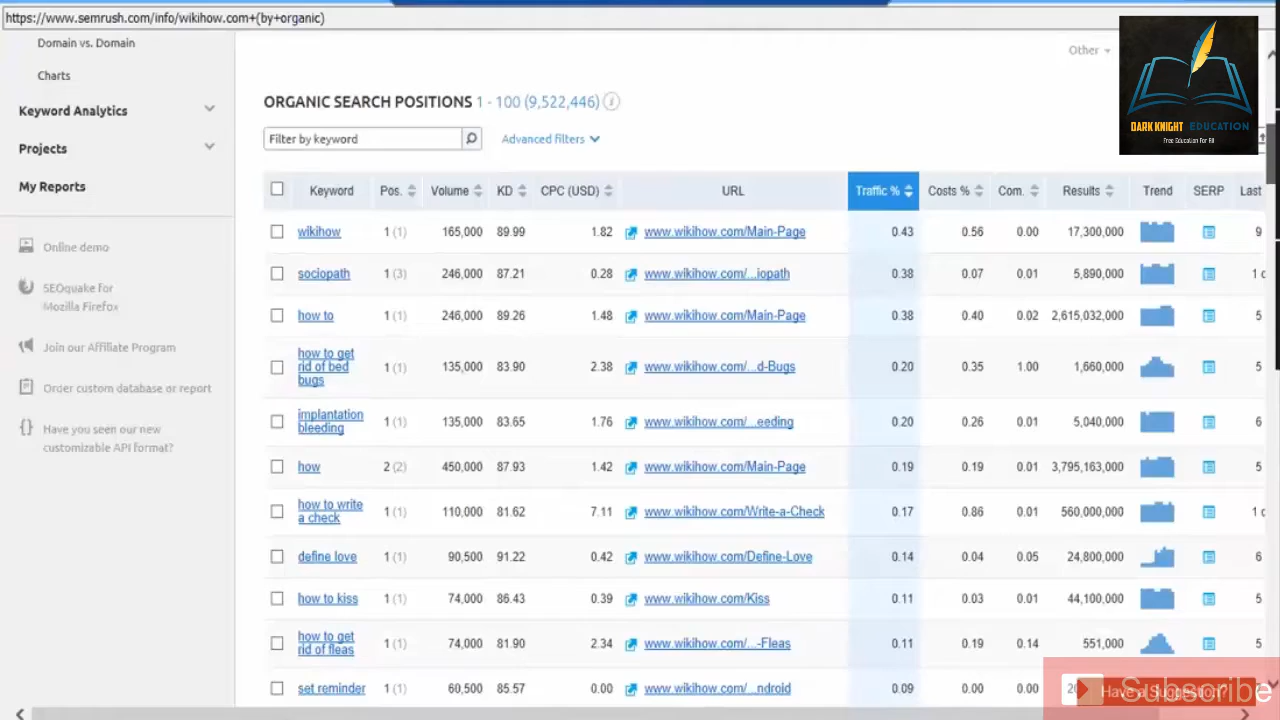 https://www.semrush.com/info/wikihow.com+(by+organic)
Domain vs. Domain
Charts
Keyword Analytics
Projects
My Reports
Online demo
SEOquake for
Mozilla Firefox
Join our Affiliate Program
Order custom database or report
Have you seen our new
customizable API format?
Other
DARK KNIGHT EDUCATION
Free Education For All
ORGANIC SEARCH POSITIONS 1 - 100 (9,522,446)
Filter by keyword Advanced filters
Keyword Pos. Volume KD CPC (USD) URL Traffic % Costs % Com. Results Trend SERP Last
wikihow 1 (1) 165,000 89.99 1.82 www.wikihow.com/Main-Page 0.43 0.56 0.00 17,300,000 9
sociopath 1 (3) 246,000 87.21 0.28 www.wikihow.com/...iopath 0.38 0.07 0.01 5,890,000 1
how to 1 (1) 246,000 89.26 1.48 www.wikihow.com/Main-Page 0.38 0.40 0.02 2,615,032,000 5
how to get
rid of bed 1 (1) 135,000 83.90 2.38 www.wikihow.com/...d-Bugs 0.20 0.35 1.00 1,660,000 5
bugs
implantation
bleeding 1 (1) 135,000 83.65 1.76 www.wikihow.com/...eeding 0.20 0.26 0.01 5,040,000 6
how 2 (2) 450,000 87.93 1.42 www.wikihow.com/Main-Page 0.19 0.19 0.01 3,795,163,000 5
how to write
a check 1 (1) 110,000 81.62 7.11 www.wikihow.com/Write-a-Check 0.17 0.86 0.01 560,000,000 1
define love 1 (1) 90,500 91.22 0.42 www.wikihow.com/Define-Love 0.14 0.04 0.05 24,800,000 6
how to kiss 1 (1) 74,000 86.43 0.39 www.wikihow.com/Kiss 0.11 0.03 0.01 44,100,000 5
how to get
rid of fleas 1 (1) 74,000 81.90 2.34 www.wikihow.com/...-Fleas 0.11 0.19 0.14 551,000 5
set reminder 1 (1) 60,500 85.57 0.00 www.wikihow.com/...ndroid 0.09 0.00 0.00
Have a Suggestion?
Subscribe